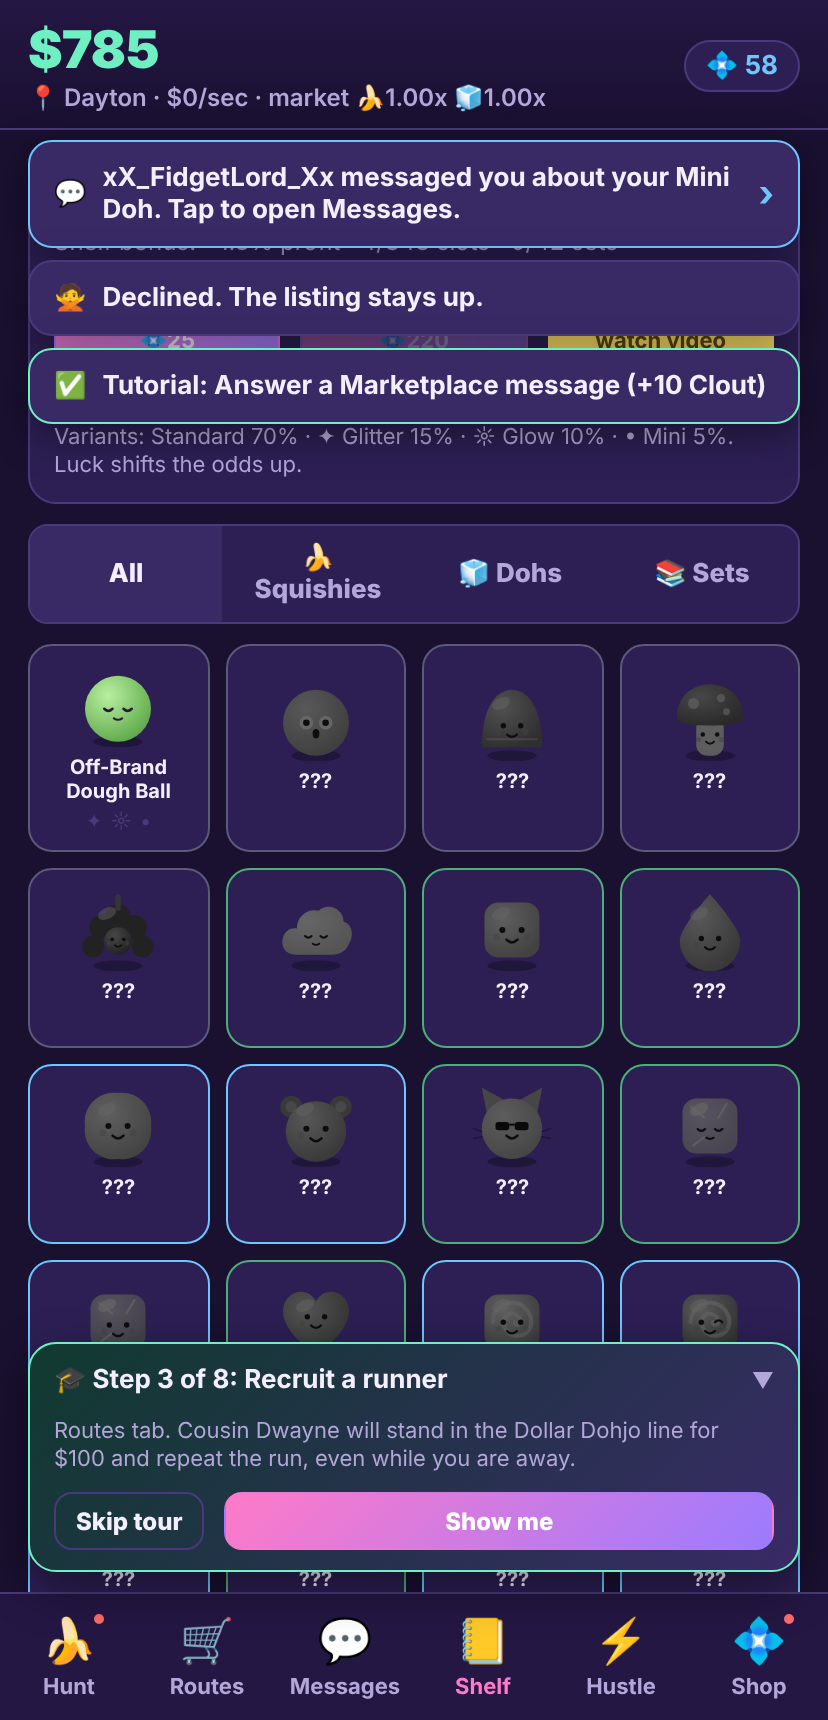 $785
Dayton · $0/sec · market 1.00x 1.00x
58
xX_FidgetLord_Xx messaged you about your Mini
Doh. Tap to open Messages.
Declined. The listing stays up.
25
220
watch video
Tutorial: Answer a Marketplace message (+10 Clout)
Variants: Standard 70% · ✦ Glitter 15% · ☼ Glow 10% · • Mini 5%.
Luck shifts the odds up.
All
Squishies
Dohs
Sets
Off-Brand
Dough Ball
???
???
???
???
???
???
???
???
???
???
???
Step 3 of 8: Recruit a runner
Routes tab. Cousin Dwayne will stand in the Dollar Dohjo line for
$100 and repeat the run, even while you are away.
Skip tour
Show me
???
???
???
???
Hunt
Routes
Messages
Shelf
Hustle
Shop